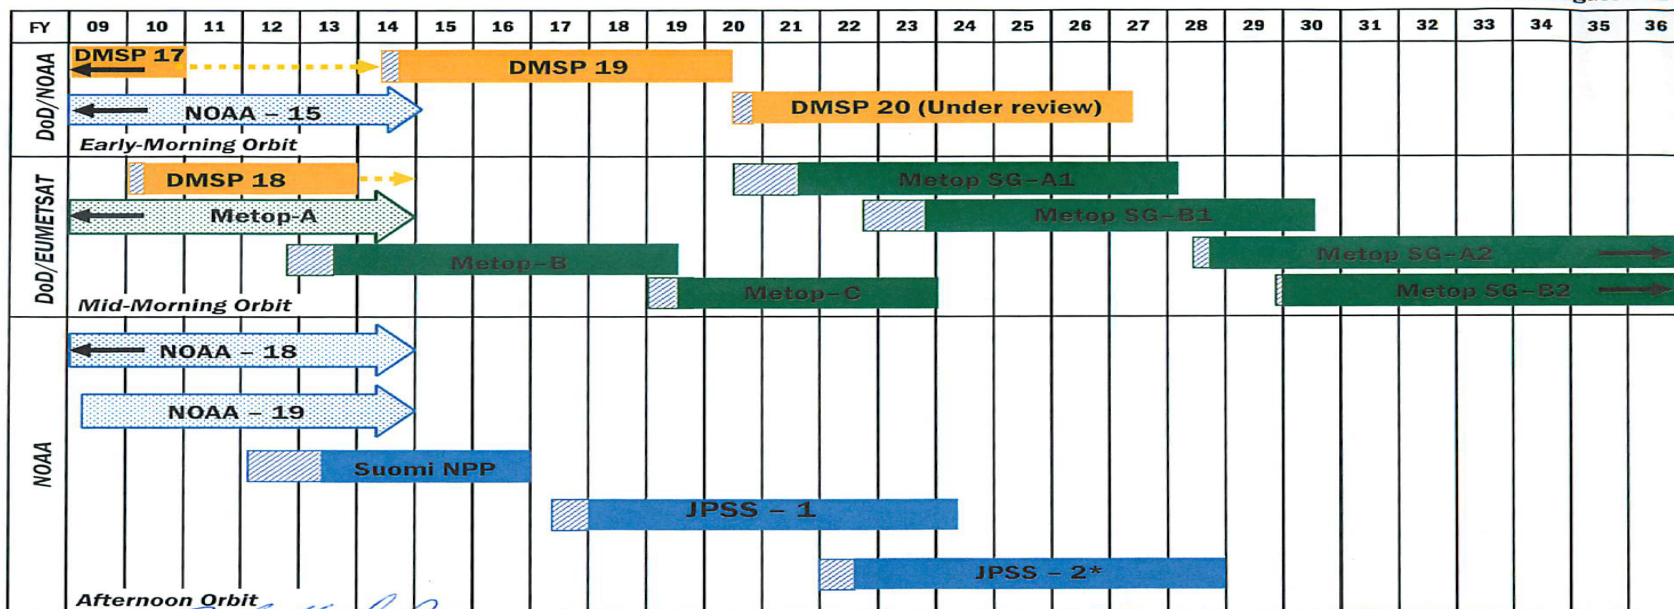 FY 09 10 11 12 13 14 15 16 17 18 19 20 21 22 23 24 25 26 27 28 29 30 31 32 33 34 35 36
DoD/NOAA
DMSP 17
DMSP 19
NOAA – 15
DMSP 20 (Under review)
Early-Morning Orbit
DoD/EUMETSAT
DMSP 18
Metop SG–A1
Metop-A
Metop SG–B1
Metop–B
Metop SG–A2
Metop–C
Metop SG–B2
Mid-Morning Orbit
NOAA
NOAA – 18
NOAA – 19
Suomi NPP
JPSS – 1
JPSS – 2*
Afternoon Orbit